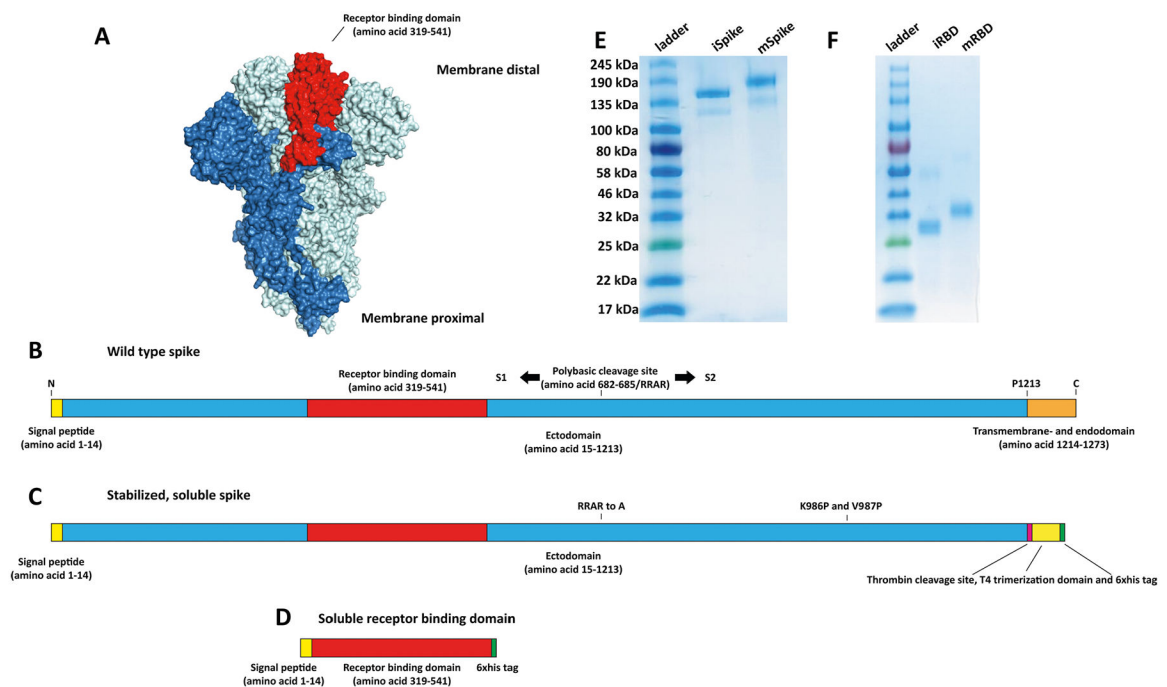 A
Receptor binding domain
(amino acid 319-541)
Membrane distal
Membrane proximal
E
ladder
iSpike
mSpike
245 kDa
190 kDa
135 kDa
100 kDa
80 kDa
58 kDa
46 kDa
32 kDa
25 kDa
22 kDa
17 kDa
F
ladder
iRBD
mRBD
B
Wild type spike
N
Receptor binding domain
(amino acid 319-541)
S1
Polybasic cleavage site
(amino acid 682-685/RRAR)
S2
P1213
C
Signal peptide
(amino acid 1-14)
Ectodomain
(amino acid 15-1213)
Transmembrane- and endodomain
(amino acid 1214-1273)
C
Stabilized, soluble spike
RRAR to A
K986P and V987P
Signal peptide
(amino acid 1-14)
Ectodomain
(amino acid 15-1213)
Thrombin cleavage site, T4 trimerization domain and 6xhis tag
D
Soluble receptor binding domain
Signal peptide
(amino acid 1-14)
Receptor binding domain
(amino acid 319-541)
6xhis tag